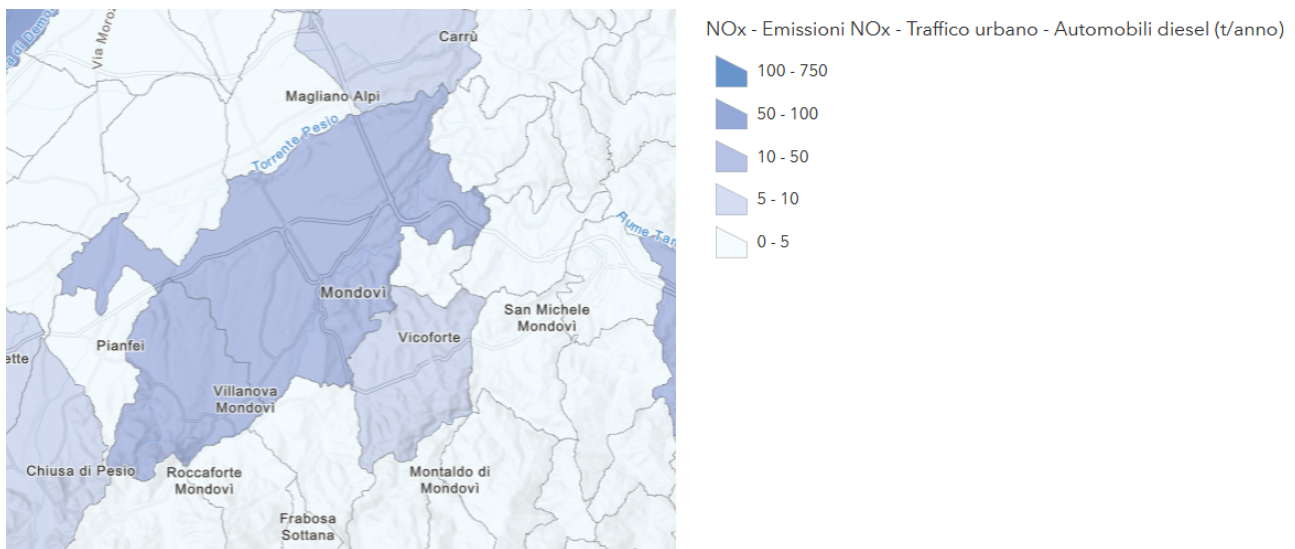 NOx - Emissioni NOx - Traffico urbano - Automobili diesel (t/anno)
100 - 750
50 - 100
10 - 50
5 - 10
0 - 5
di Demo
Via Moro
Carrù
Magliano Alpi
Torrente Pesio
Fiume Tan
Mondovì
San Michele
Mondovì
Vicoforte
Pianfei
ette
Villanova
Mondovì
Chiusa di Pesio
Roccaforte
Mondovì
Montaldo di
Mondovì
Frabosa
Sottana